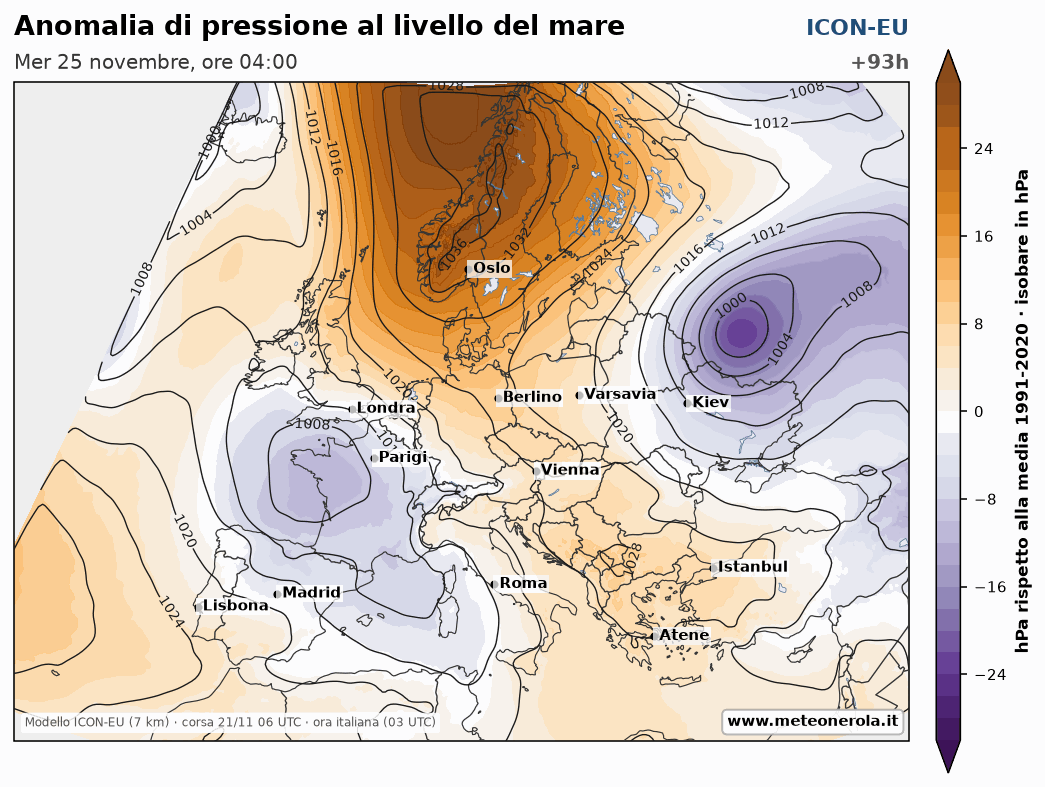 Anomalia di pressione al livello del mare
ICON-EU
Mer 25 novembre, ore 04:00
+93h
1028
1008
1000
1012
1012
1016
1004
1012
1036
1032
Oslo
1024
1016
1008
1008
1000
1004
1020
Londra
Berlino
Varsavia
Kiev
1008
1020
Parigi
Vienna
1020
1028
Istanbul
Roma
Madrid
Lisbona
1024
Atene
Modello ICON-EU (7 km) · corsa 21/11 06 UTC · ora italiana (03 UTC)
www.meteonerola.it
24
16
8
0
−8
−16
−24
hPa rispetto alla media 1991-2020 · isobare in hPa